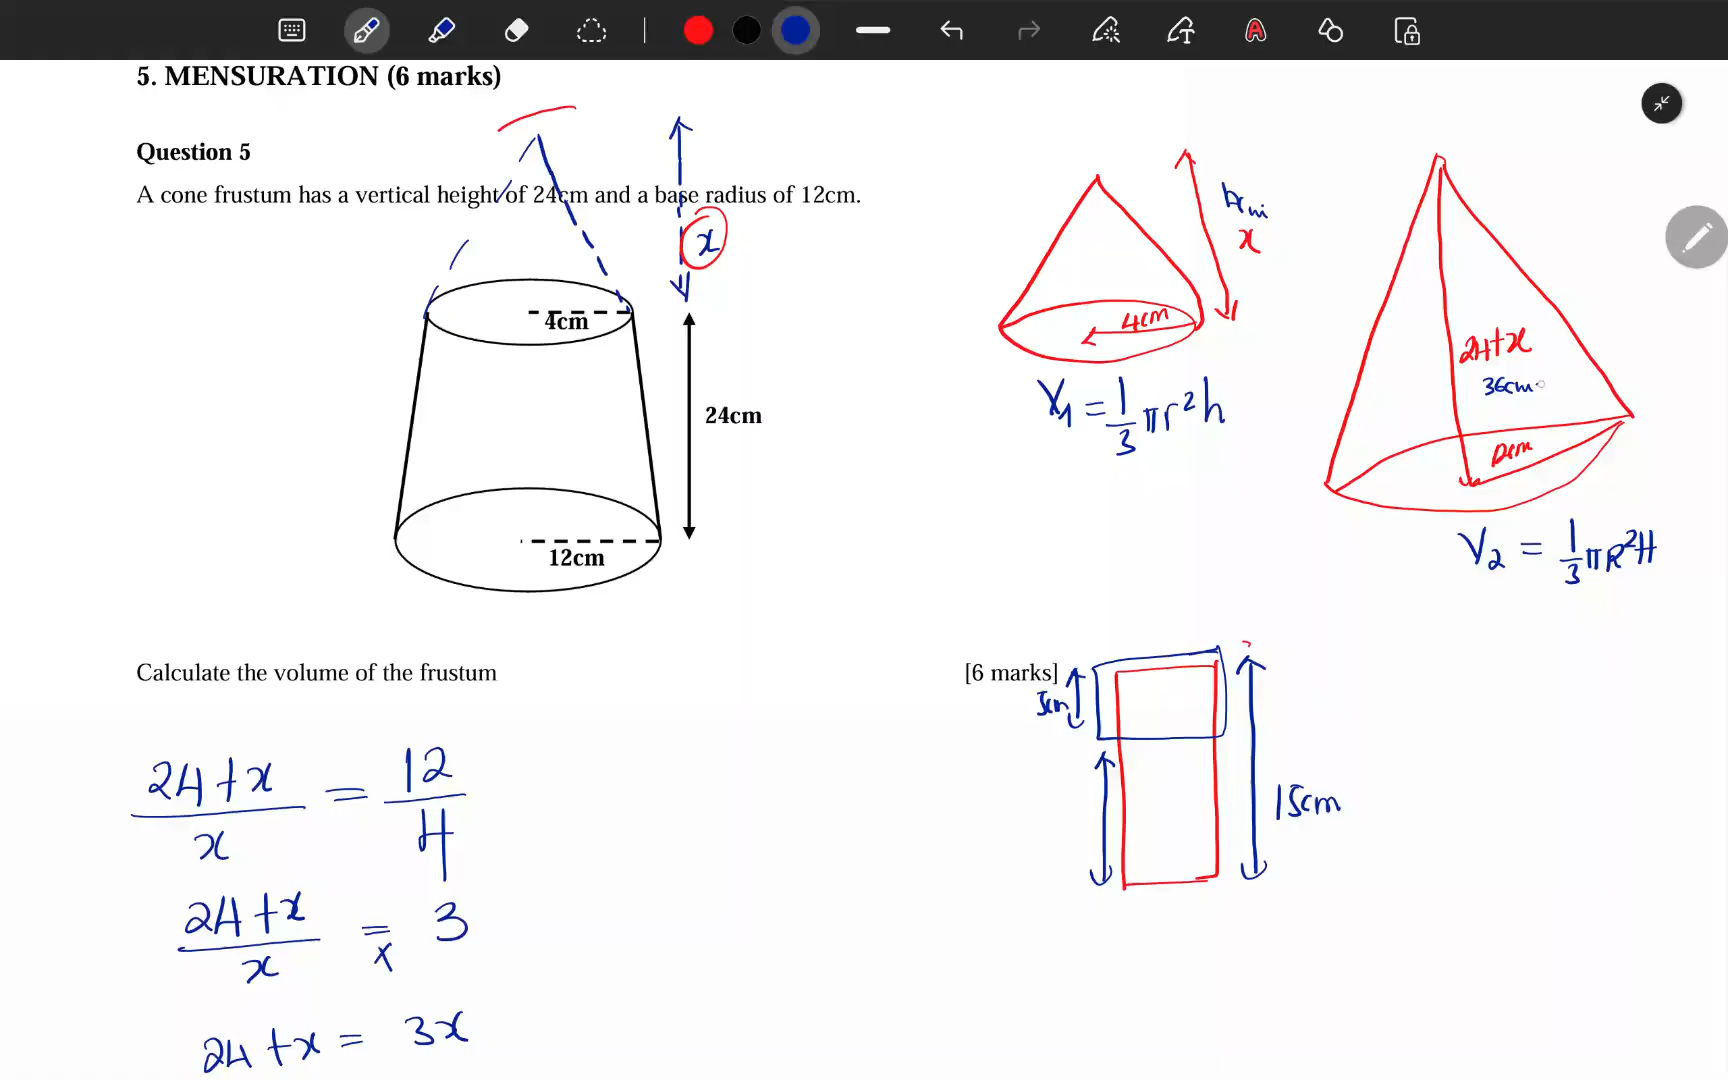 5. MENSURATION (6 marks)
Question 5
A cone frustum has a vertical height of 24cm and a base radius of 12cm.
x
4cm
24cm
12cm
x
4cm
V₁ = 1/3 πr²h
24+x
36cm
12cm
V₂ = 1/3 πR²H
Calculate the volume of the frustum
[6 marks]
5cm
15cm
24+x/x = 12/4
24+x/x = 3
x
24+x = 3x
A